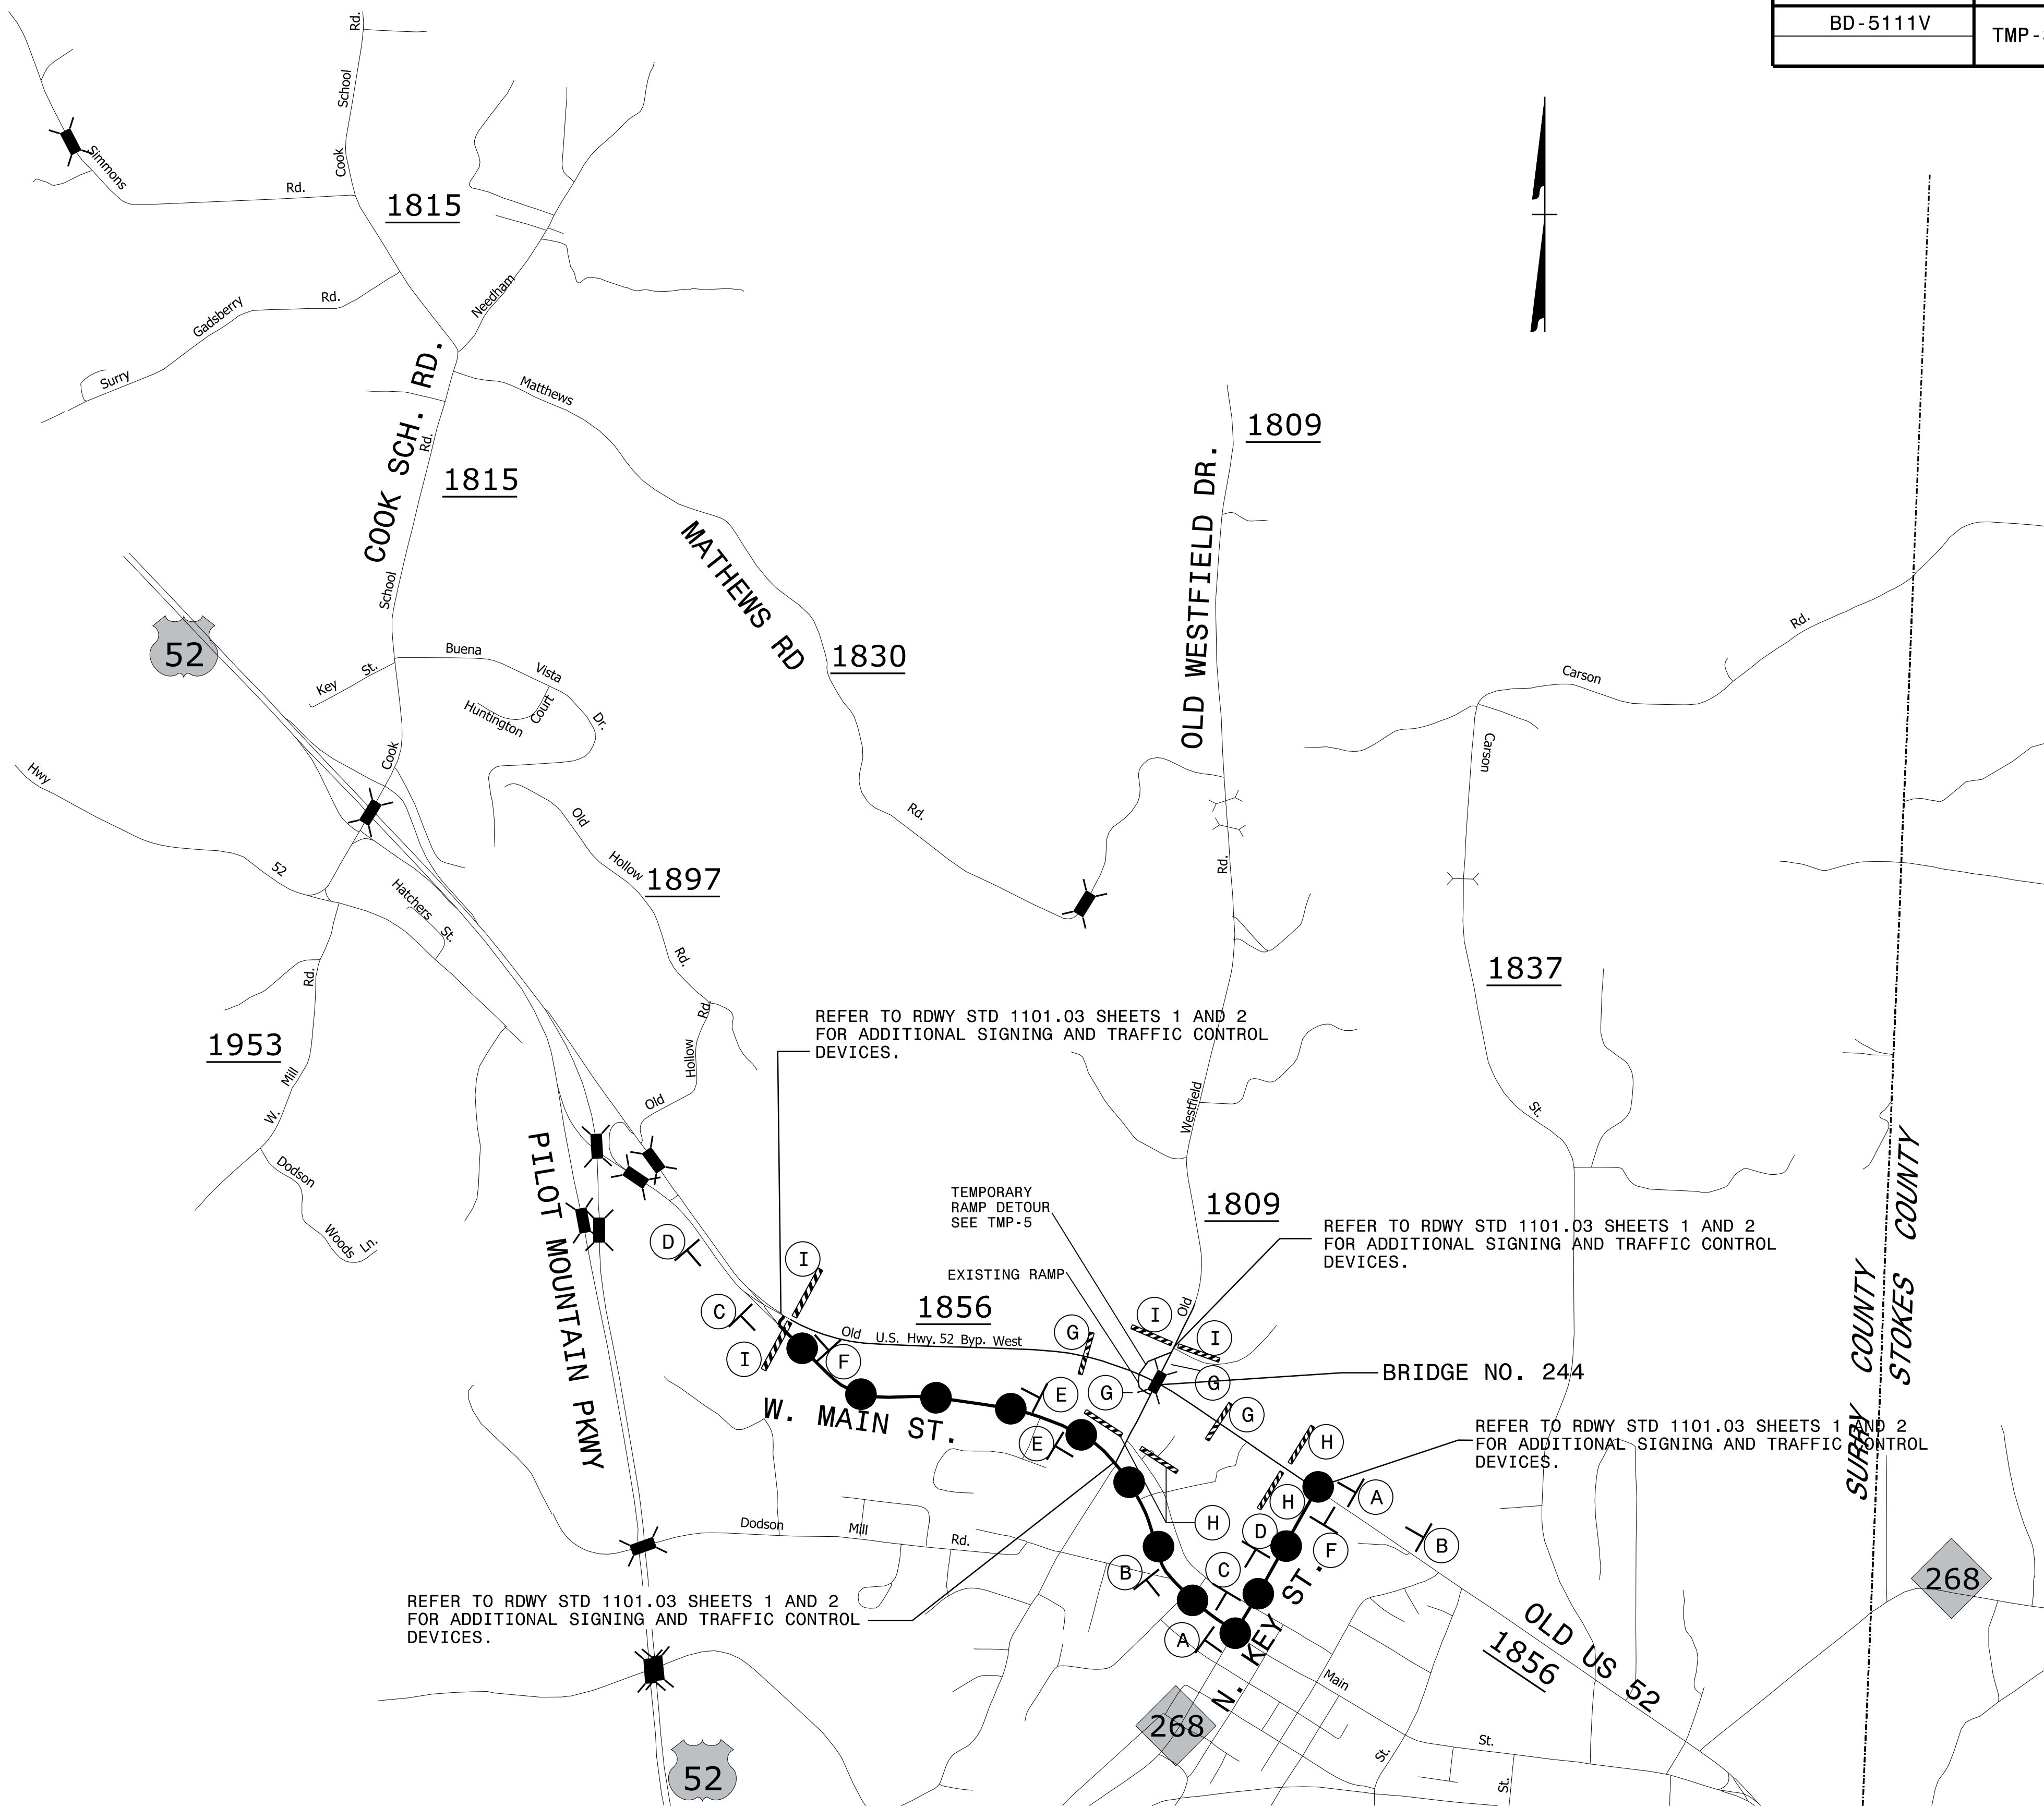 BD-5111V
TMP-
Rd.
School
Cook
Simmons
Rd.
1815
Needham
Gadsberry
Rd.
Surry
COOK SCH. RD.
Rd.
Matthews
1809
1815
MATHEWS RD
OLD WESTFIELD DR.
School
52
Buena
Vista
Dr.
Key
St.
Huntington
Court
1830
Carson
Rd.
Carson
Cook
Hwy
52
Old
Hollow
1897
Rd.
Rd.
Hatchers
St.
Rd.
1837
Rd.
1953
Hollow
Rd.
Old
REFER TO RDWY STD 1101.03 SHEETS 1 AND 2
FOR ADDITIONAL SIGNING AND TRAFFIC CONTROL
DEVICES.
Mill
W.
Westfield
St.
Dodson
Woods
Ln.
PILOT MOUNTAIN PKWY
TEMPORARY
RAMP DETOUR
SEE TMP-5
1809
REFER TO RDWY STD 1101.03 SHEETS 1 AND 2
FOR ADDITIONAL SIGNING AND TRAFFIC CONTROL
DEVICES.
SURRY COUNTY
STOKES COUNTY
D
I
EXISTING RAMP
C
1856
Old
U.S. Hwy. 52 Byp. West
Old
G
I
I
I
F
BRIDGE NO. 244
G
G
E
G
W. MAIN ST.
E
H
REFER TO RDWY STD 1101.03 SHEETS 1 AND 2
FOR ADDITIONAL SIGNING AND TRAFFIC CONTROL
DEVICES.
H
A
H
D
F
B
Dodson
Mill
Rd.
B
C
A
268
REFER TO RDWY STD 1101.03 SHEETS 1 AND 2
FOR ADDITIONAL SIGNING AND TRAFFIC CONTROL
DEVICES.
N. KEY ST.
OLD US 52
1856
Main
268
St.
St.
St.
52